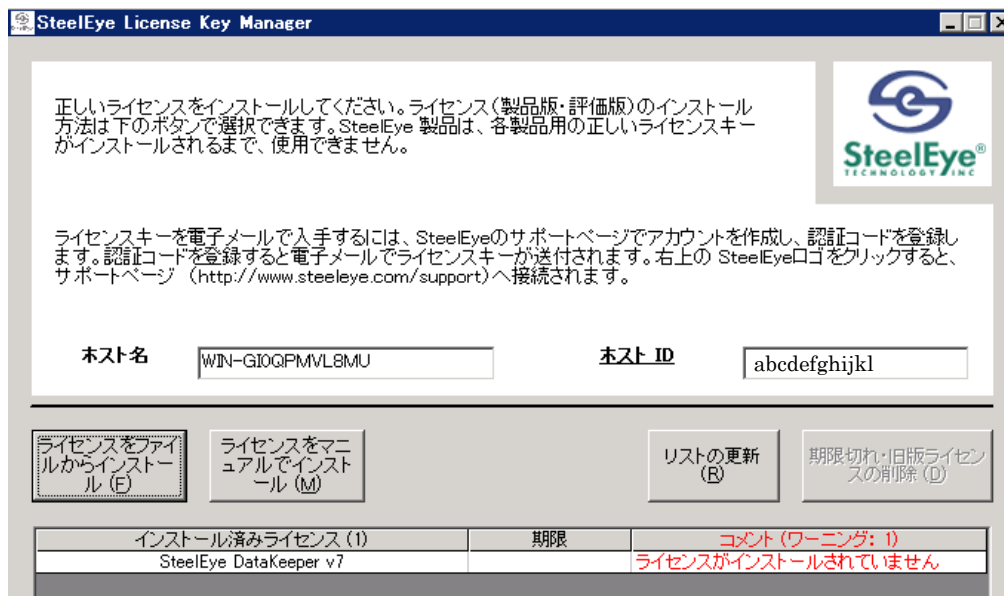 SteelEye License Key Manager
正しいライセンスをインストールしてください。ライセンス(製品版・評価版)のインストール
方法は下のボタンで選択できます。SteelEye 製品は、各製品用の正しいライセンスキー
がインストールされるまで、使用できません。
SteelEye®
TECHNOLOGY INC
ライセンスキーを電子メールで入手するには、SteelEyeのサポートページでアカウントを作成し、認証コードを登録し
ます。認証コードを登録すると電子メールでライセンスキーが送付されます。右上の SteelEyeロゴをクリックすると、
サポートページ (http://www.steeleye.com/support)へ接続されます。
ホスト名 WIN-GI0QPMVL8MU ホスト ID abcdefghijkl
ライセンスをファイ
ルからインストー
ル (F)
ライセンスをマニ
ュアルでインスト
ール (M)
リストの更新
(R)
期限切れ・旧版ライセン
スの削除 (D)
インストール済みライセンス (1) 期限 コメント (ワーニング: 1)
SteelEye DataKeeper v7 ライセンスがインストールされていません